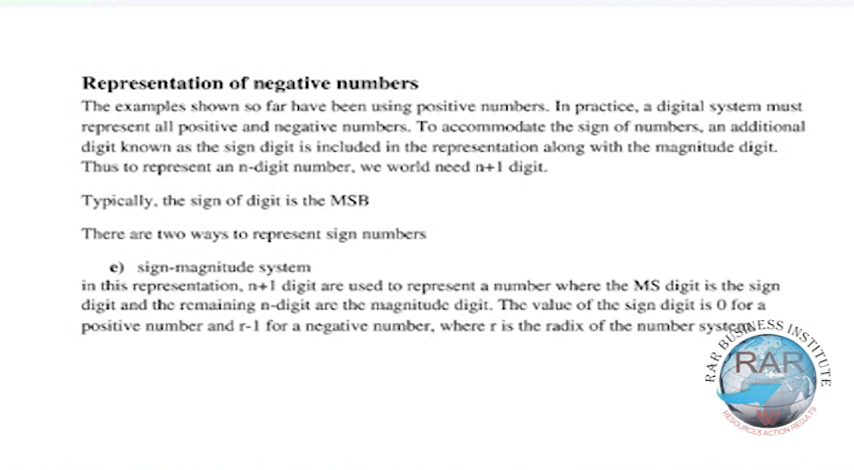 Representation of negative numbers
The examples shown so far have been using positive numbers. In practice, a digital system must
represent all positive and negative numbers. To accommodate the sign of numbers, an additional
digit known as the sign digit is included in the representation along with the magnitude digit.
Thus to represent an n-digit number, we world need n+1 digit.
Typically, the sign of digit is the MSB
There are two ways to represent sign numbers
e) sign-magnitude system
in this representation, n+1 digit are used to represent a number where the MS digit is the sign
digit and the remaining n-digit are the magnitude digit. The value of the sign digit is 0 for a
positive number and r-1 for a negative number, where r is the radix of the number system
RAR BUSINESS INSTITUTE
RAR
RESOURCES ACTION RESULTS